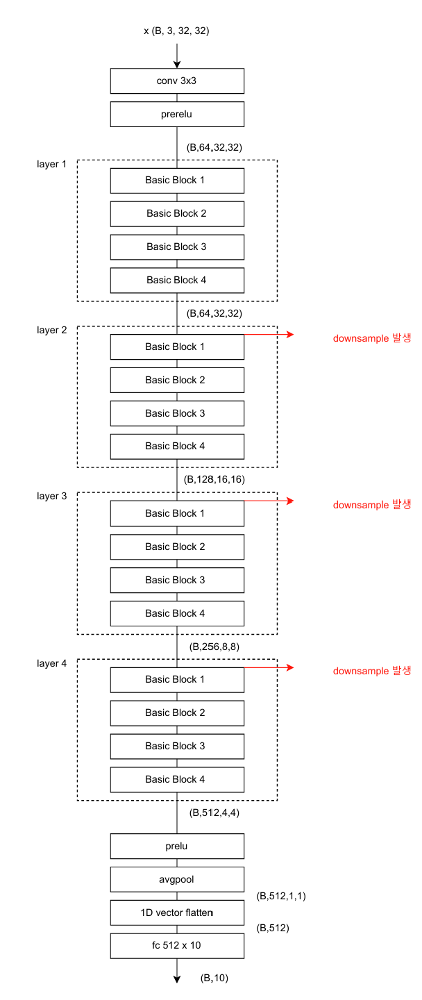 x (B, 3, 32, 32)
conv 3x3
prerelu
(B,64,32,32)
layer 1
Basic Block 1
Basic Block 2
Basic Block 3
Basic Block 4
(B,64,32,32)
layer 2
Basic Block 1
downsample 발생
Basic Block 2
Basic Block 3
Basic Block 4
(B,128,16,16)
layer 3
Basic Block 1
downsample 발생
Basic Block 2
Basic Block 3
Basic Block 4
(B,256,8,8)
layer 4
Basic Block 1
downsample 발생
Basic Block 2
Basic Block 3
Basic Block 4
(B,512,4,4)
prelu
avgpool
(B,512,1,1)
1D vector flatten
(B,512)
fc 512 x 10
(B,10)